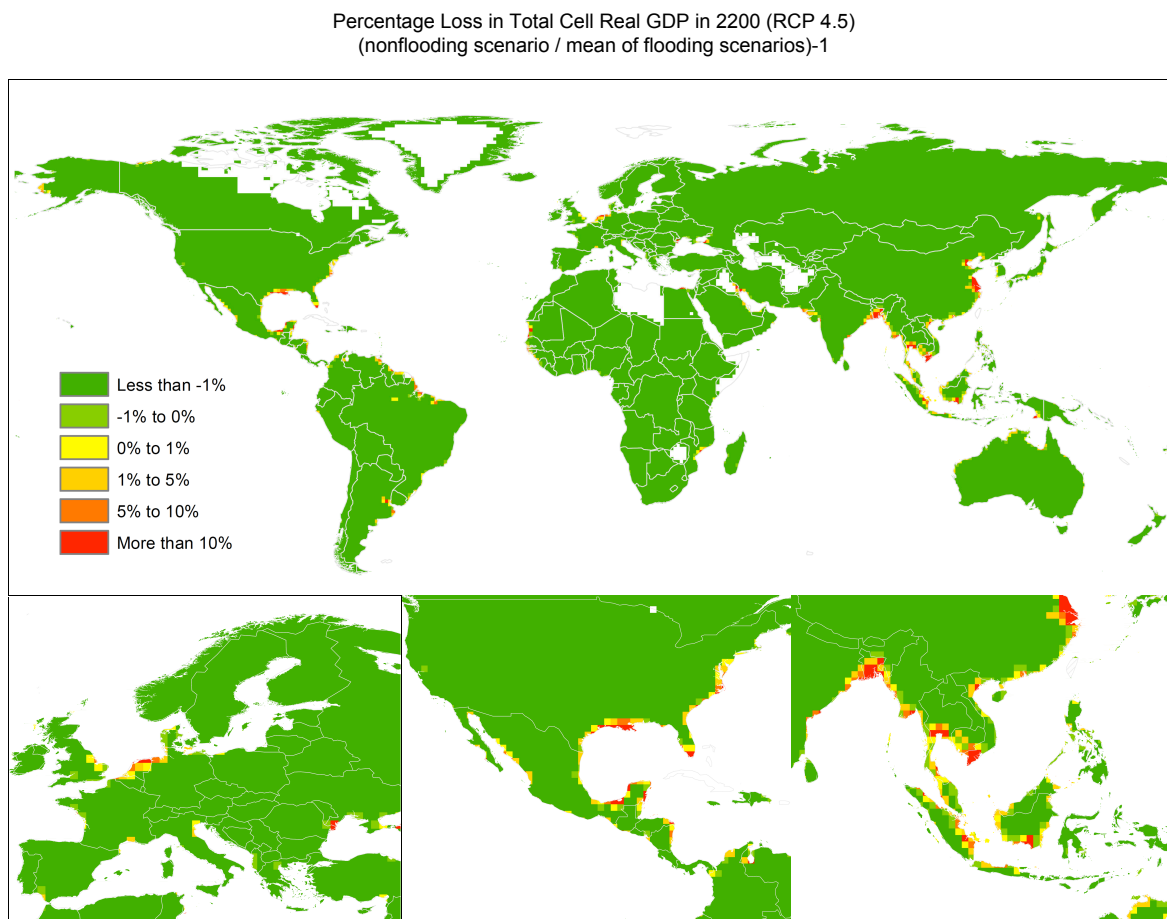 Percentage Loss in Total Cell Real GDP in 2200 (RCP 4.5)
(nonflooding scenario / mean of flooding scenarios)-1
Less than -1%
-1% to 0%
0% to 1%
1% to 5%
5% to 10%
More than 10%